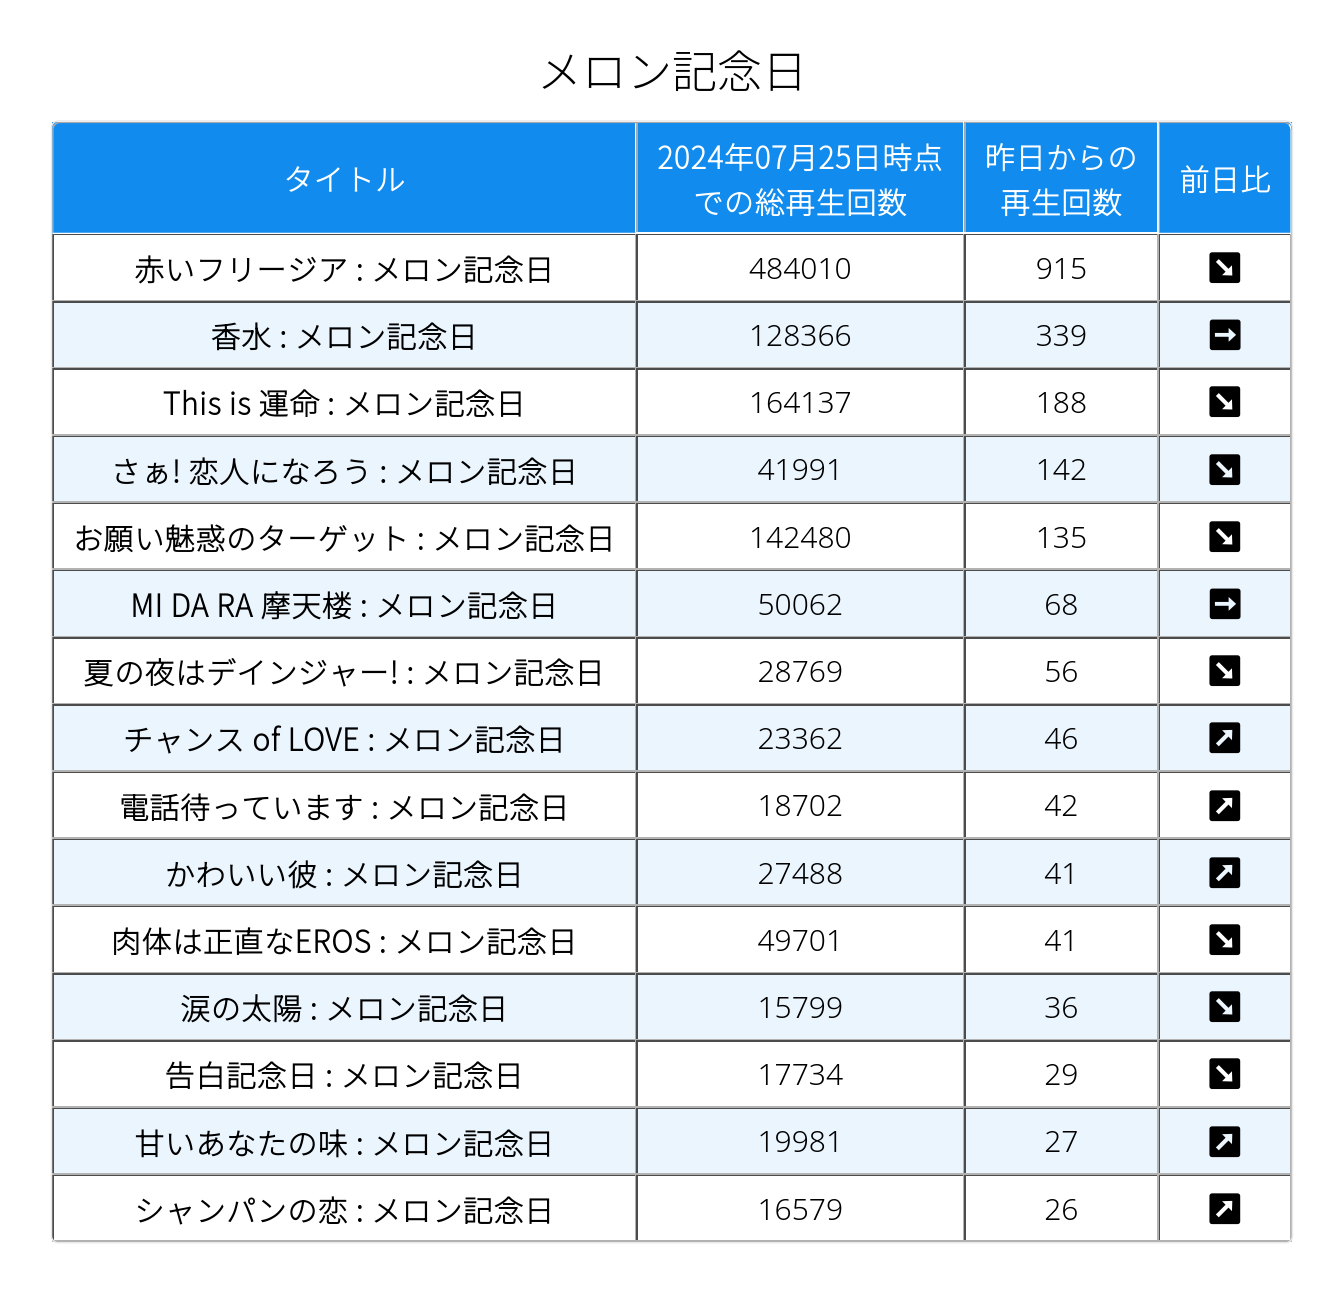 メロン記念日
タイトル
2024年07月25日時点
での総再生回数
昨日からの
再生回数
前日比
赤いフリージア : メロン記念日 484010 915 ↘
香水 : メロン記念日 128366 339 →
This is 運命 : メロン記念日 164137 188 ↘
さぁ! 恋人になろう : メロン記念日 41991 142 ↘
お願い魅惑のターゲット : メロン記念日 142480 135 ↘
MI DA RA 摩天楼 : メロン記念日 50062 68 →
夏の夜はデインジャー! : メロン記念日 28769 56 ↘
チャンス of LOVE : メロン記念日 23362 46 ↗
電話待っています : メロン記念日 18702 42 ↗
かわいい彼 : メロン記念日 27488 41 ↗
肉体は正直なEROS : メロン記念日 49701 41 ↘
涙の太陽 : メロン記念日 15799 36 ↘
告白記念日 : メロン記念日 17734 29 ↘
甘いあなたの味 : メロン記念日 19981 27 ↗
シャンパンの恋 : メロン記念日 16579 26 ↗